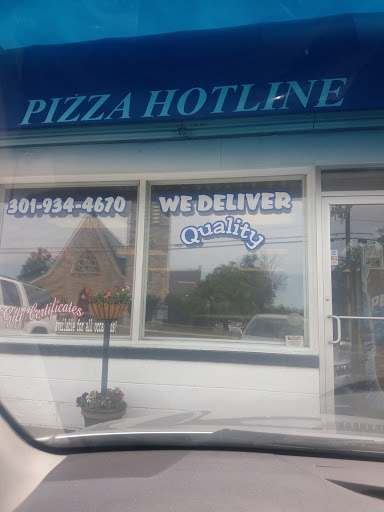 PIZZA HOTLINE
301-934-4670
WE DELIVER
Quality
Gift Certificates
Available for all occasions